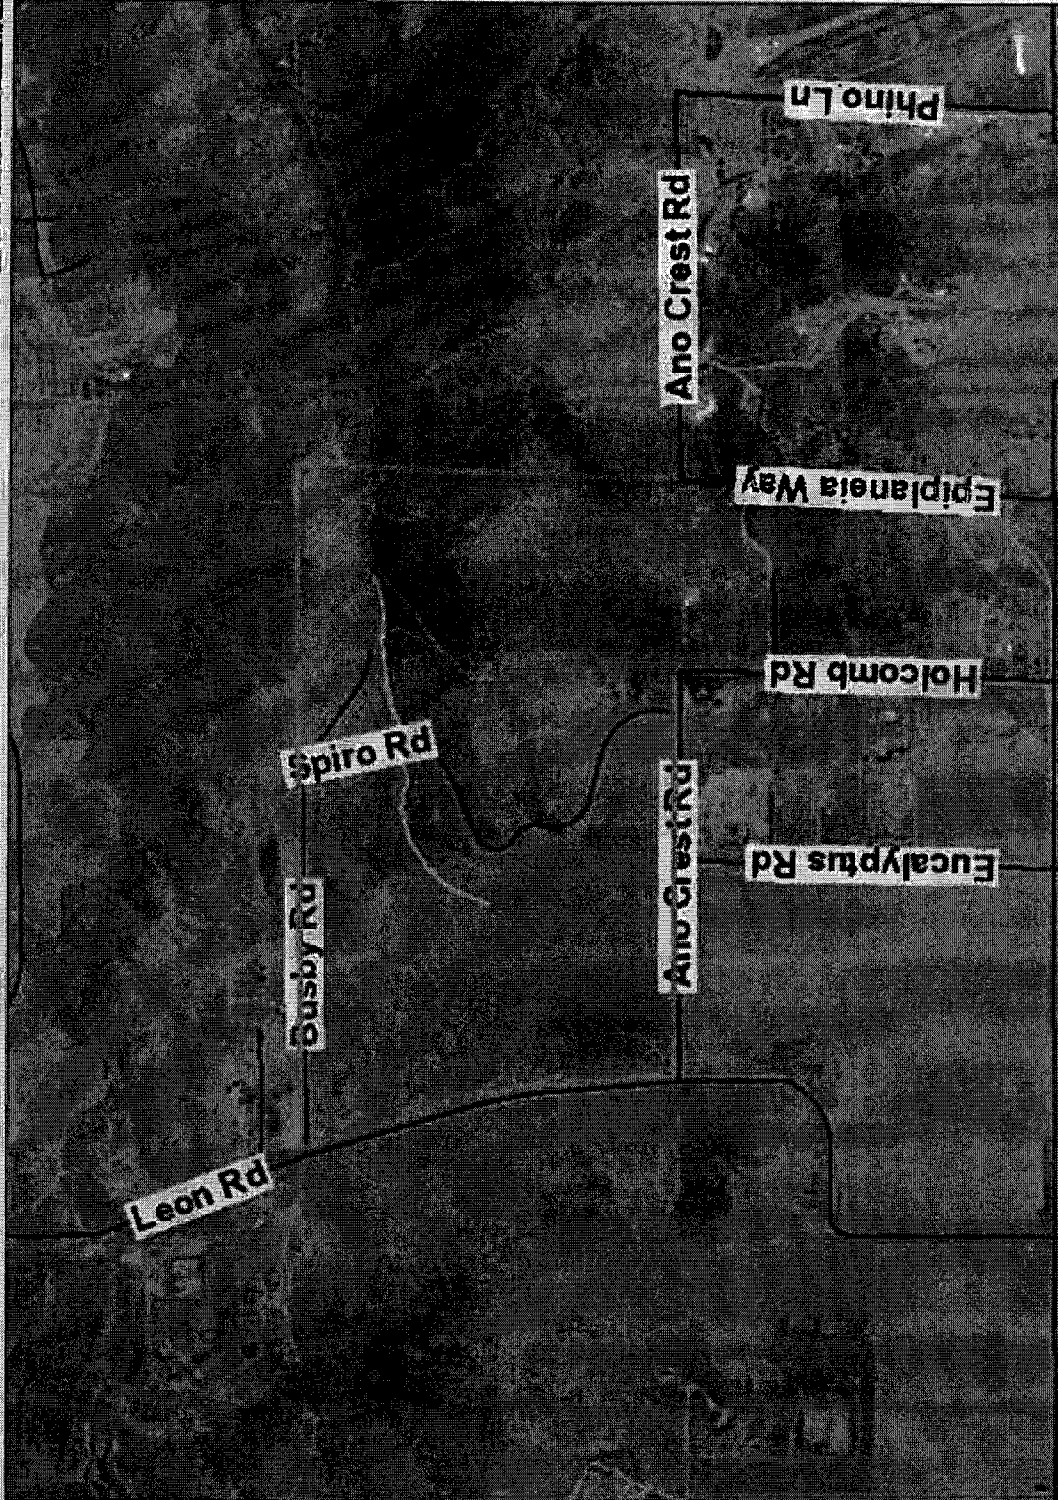 Phino Ln
Ano Crest Rd
Epiplaneia Way
Holcomb Rd
Spiro Rd
Ano Crest Rd
Eucalyptus Rd
Busby Rd
Leon Rd